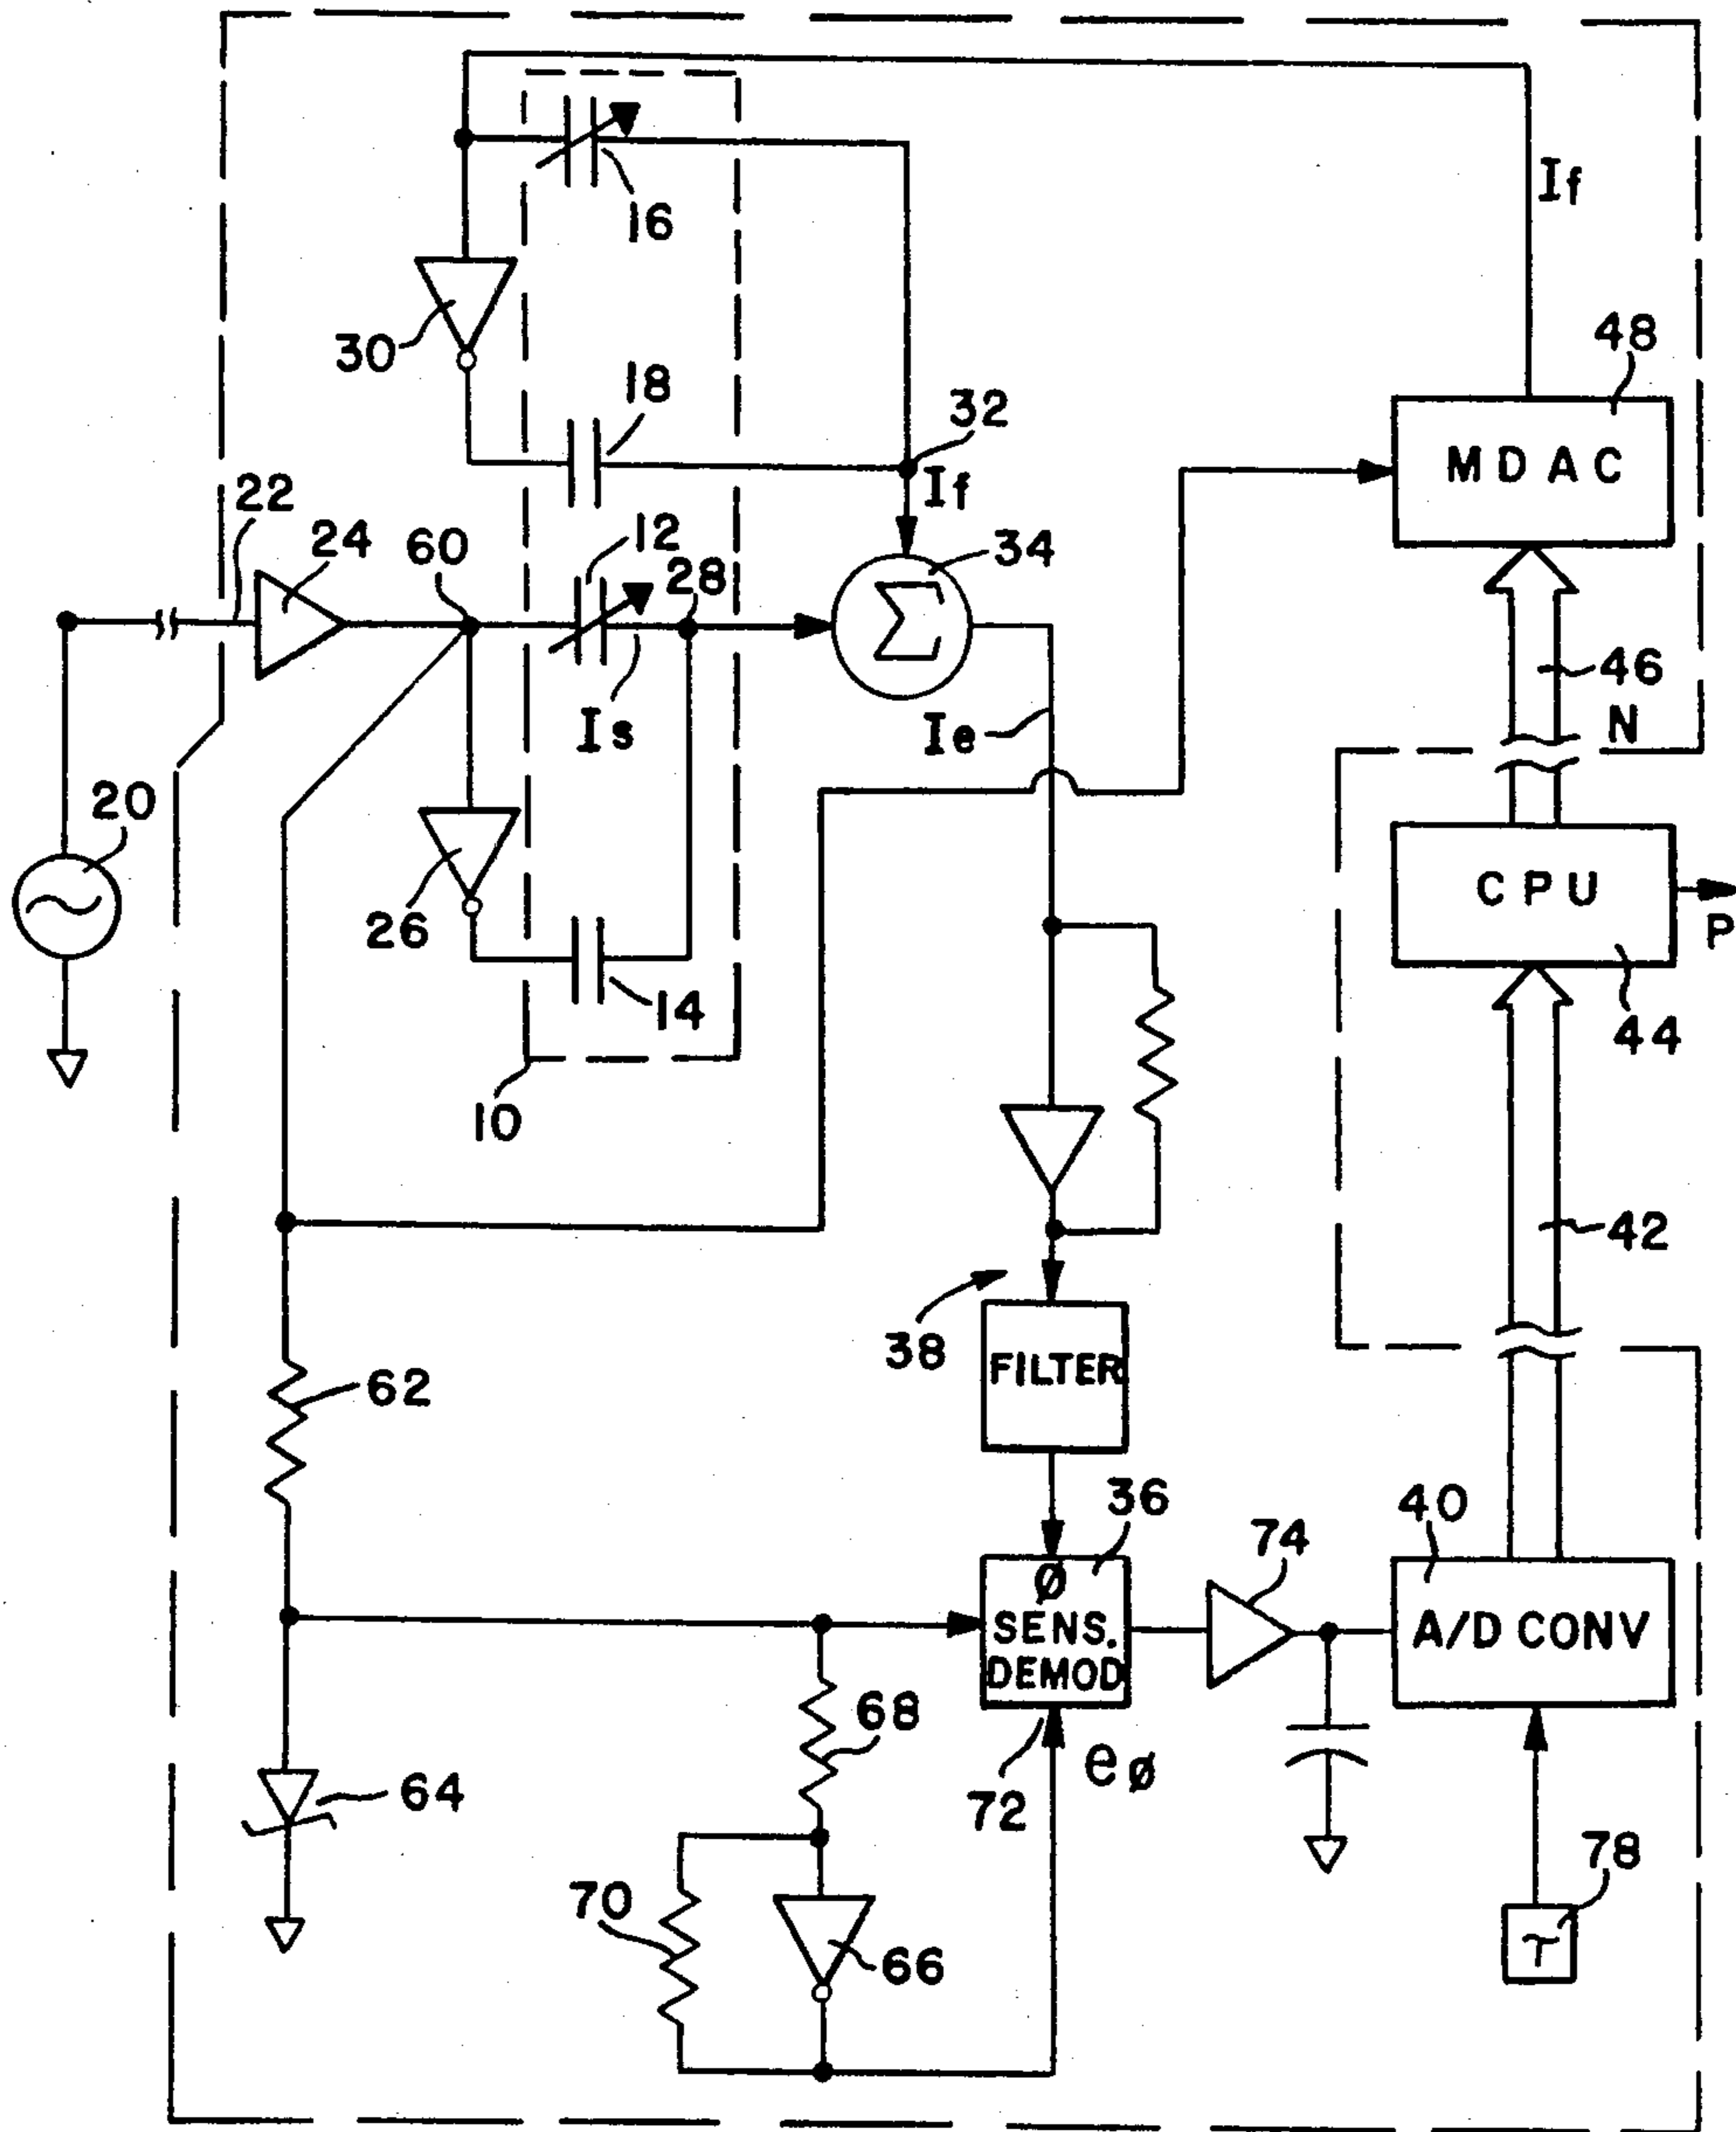 16
If
30
48
18
32
MDAC
If
22
24
60
12
28
34
Σ
46
N
Is
Ie
20
CPU
P
26
14
44
10
42
38
FILTER
62
36
40
74
Ø
SENS.
DEMOD
A/D CONV
68
eø
72
64
78
70
66
τ